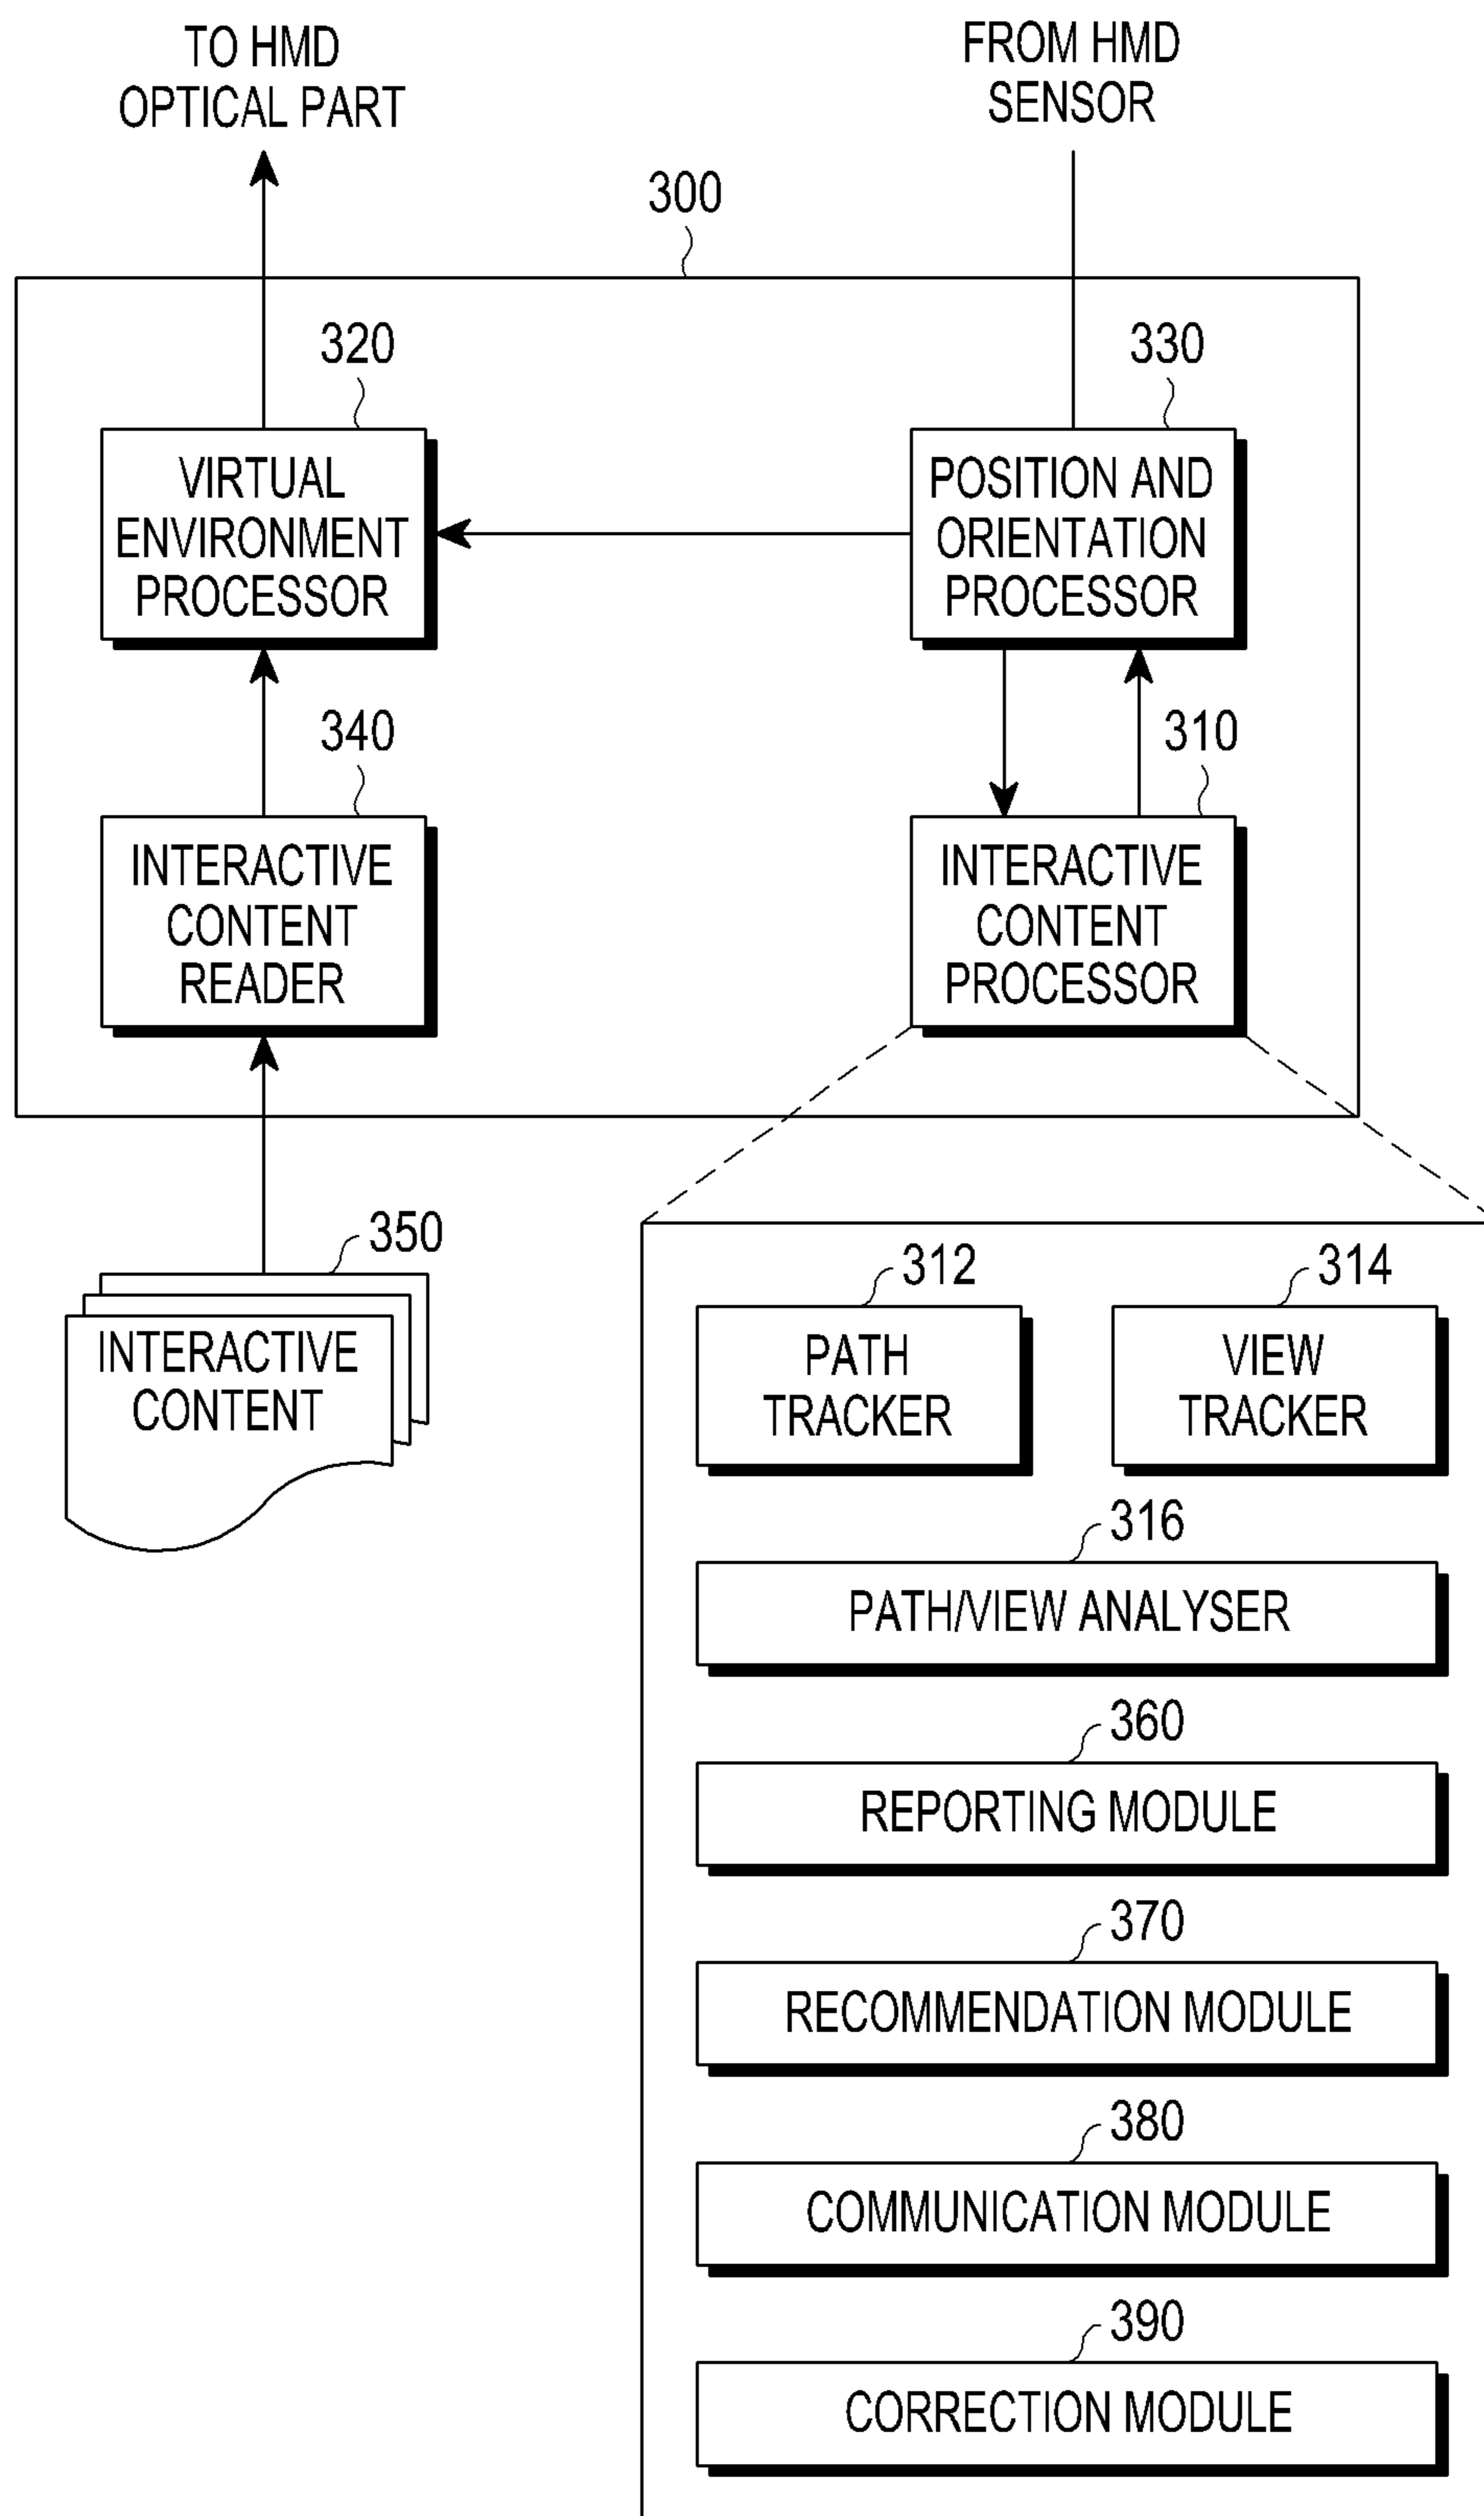 TO HMD
OPTICAL PART
FROM HMD
SENSOR
300
320
330
VIRTUAL
ENVIRONMENT
PROCESSOR
POSITION AND
ORIENTATION
PROCESSOR
340
310
INTERACTIVE
CONTENT
READER
INTERACTIVE
CONTENT
PROCESSOR
350
INTERACTIVE
CONTENT
312
314
PATH
TRACKER
VIEW
TRACKER
316
PATH/VIEW ANALYSER
360
REPORTING MODULE
370
RECOMMENDATION MODULE
380
COMMUNICATION MODULE
390
CORRECTION MODULE